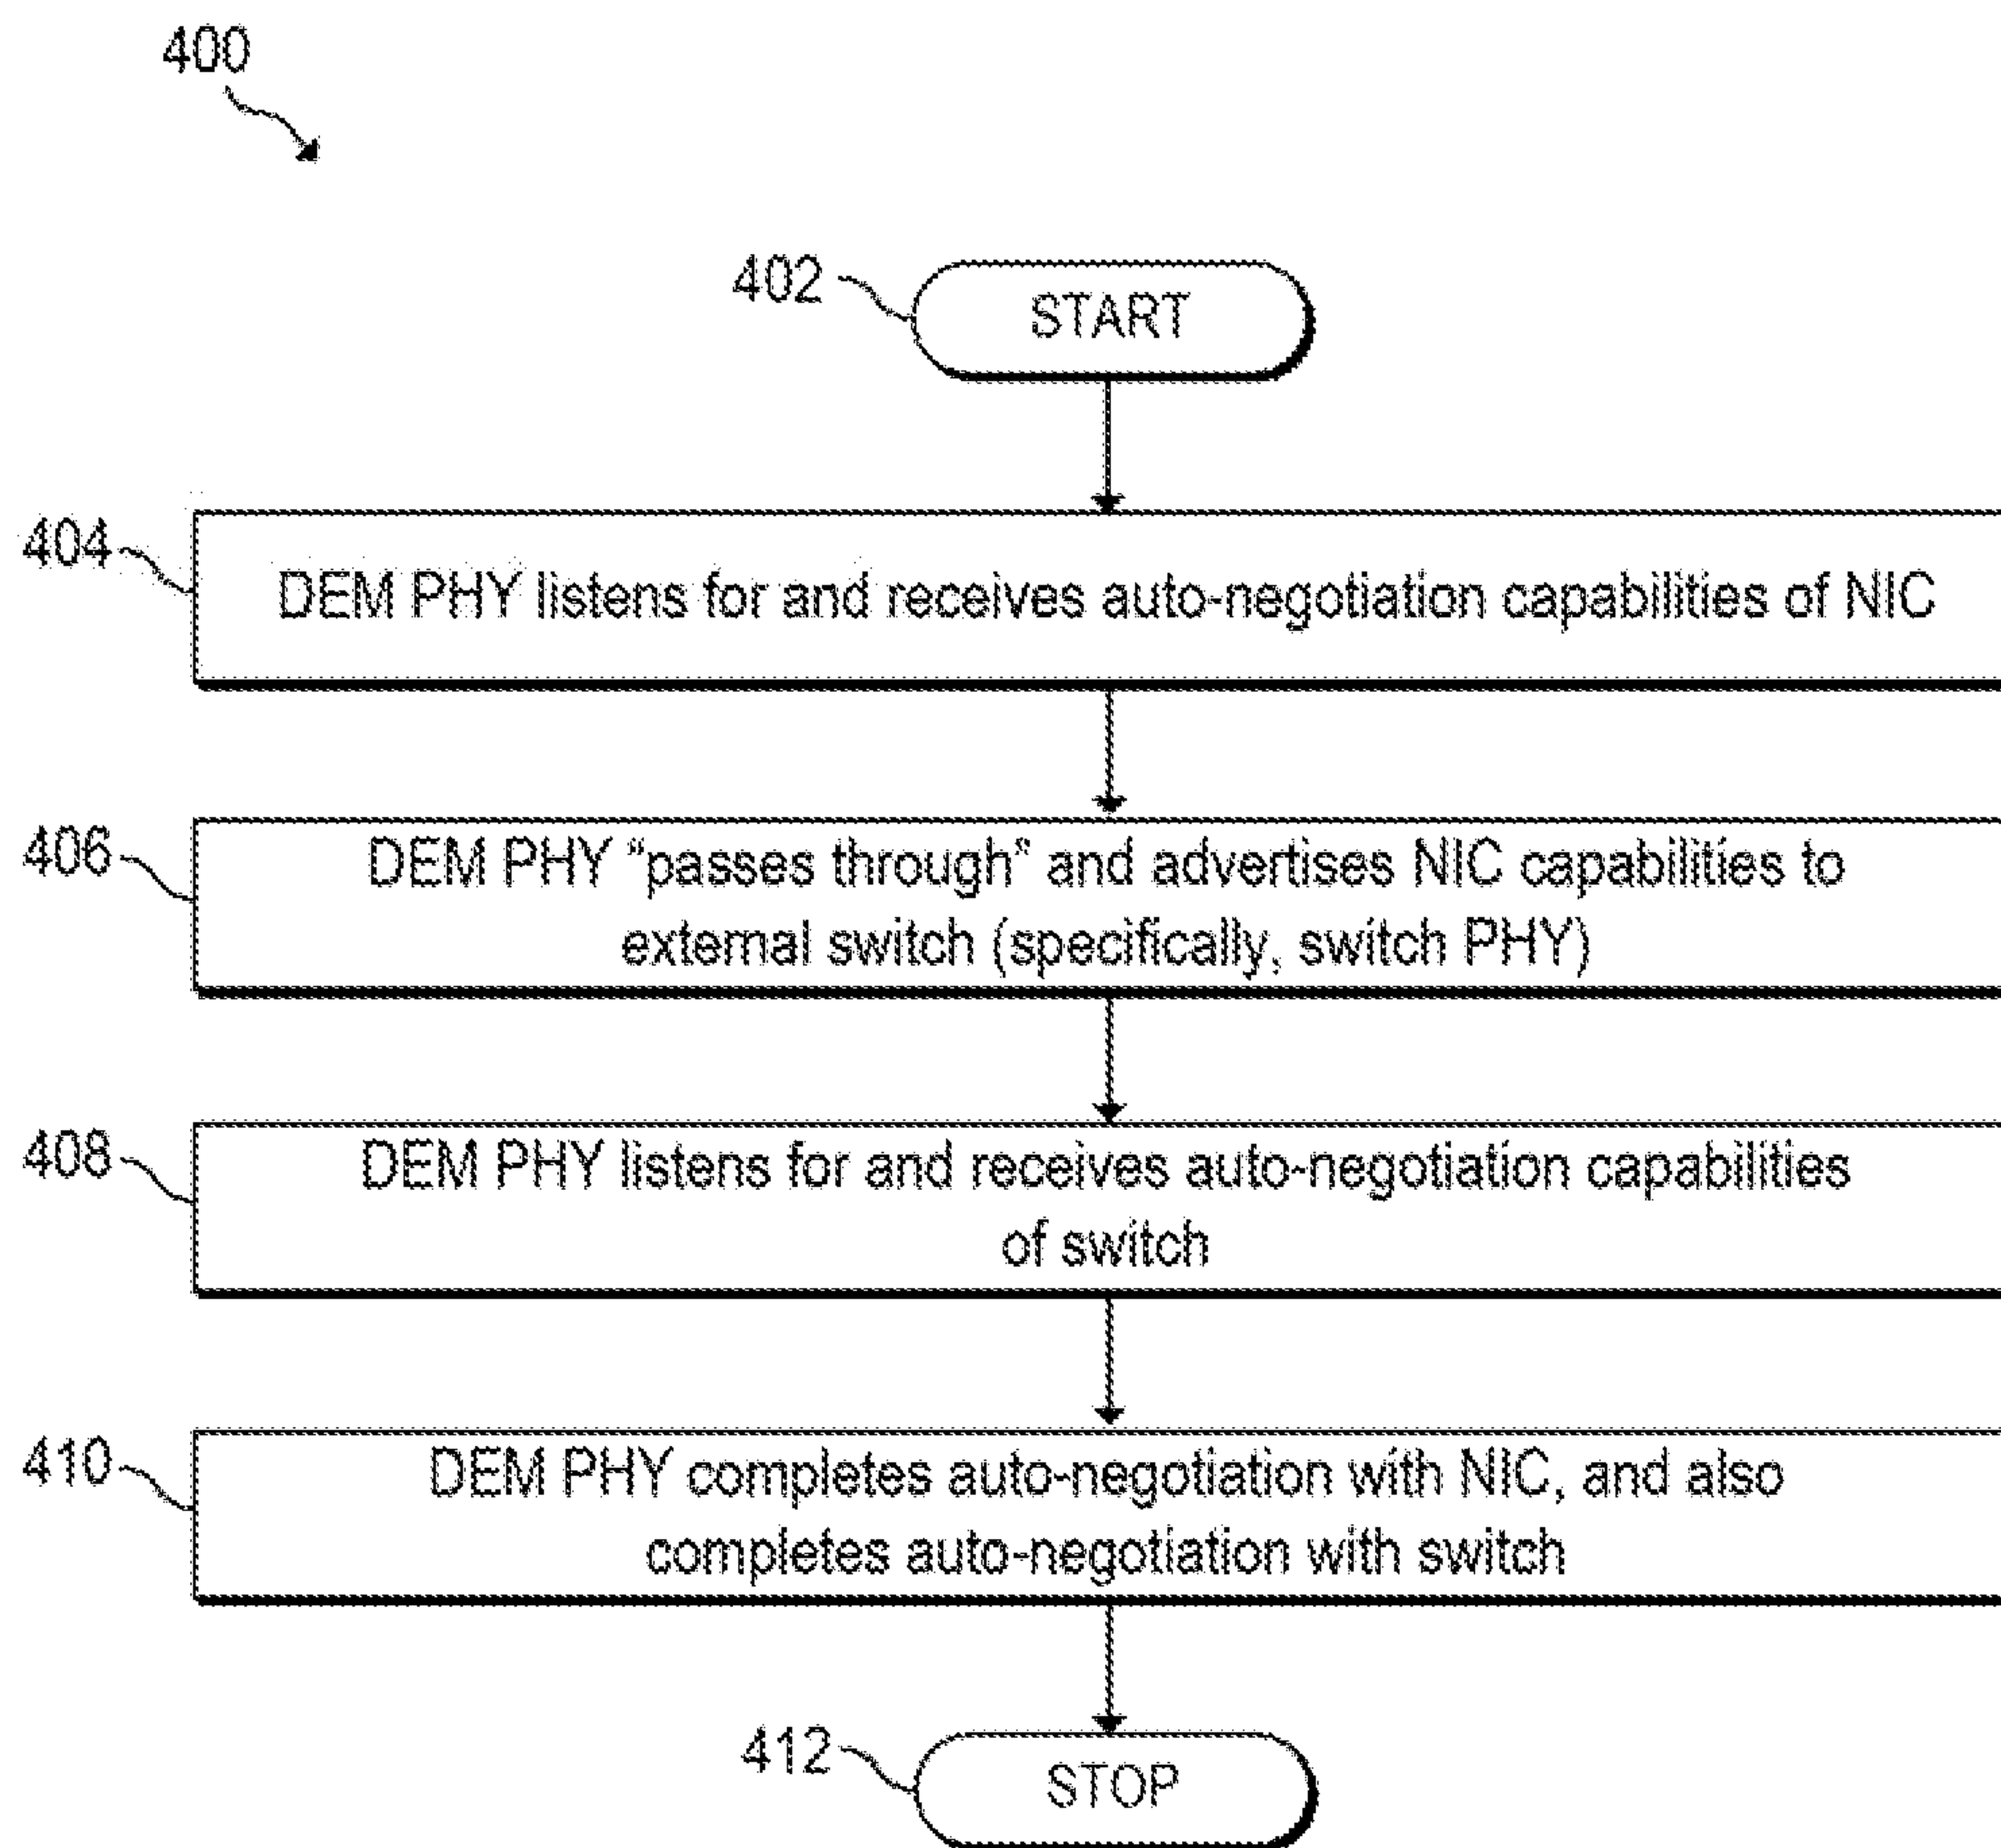 400
402
START
404
DEM PHY listens for and receives auto-negotiation capabilities of NIC
406
DEM PHY “passes through” and advertises NIC capabilities to
external switch (specifically, switch PHY)
408
DEM PHY listens for and receives auto-negotiation capabilities
of switch
410
DEM PHY completes auto-negotiation with NIC, and also
completes auto-negotiation with switch
412
STOP